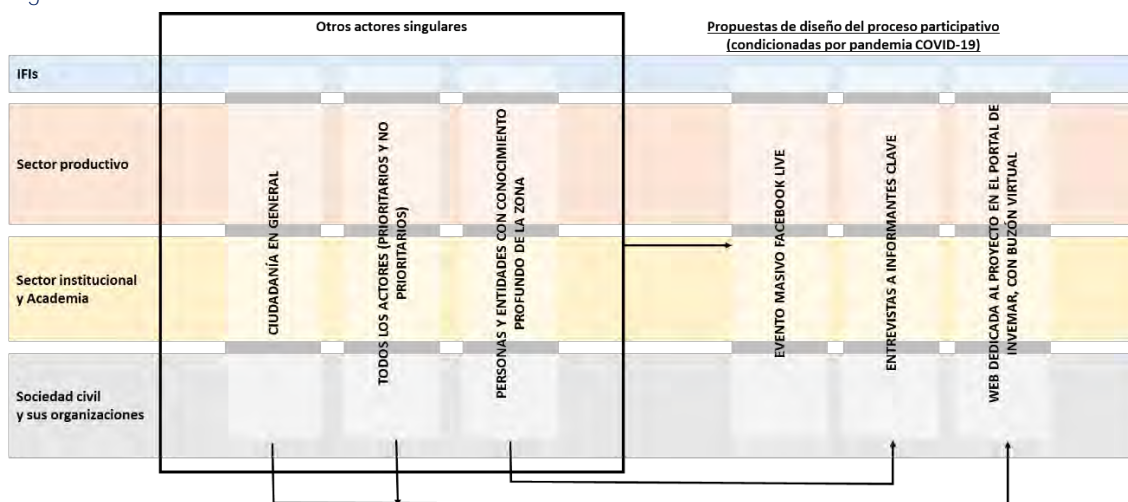 Otros actores singulares
Propuestas de diseño del proceso participativo
(condicionadas por pandemia COVID-19)
IFIs
Sector productivo
Sector institucional
y Academia
Sociedad civil
y sus organizaciones
CIUDADANÍA EN GENERAL
TODOS LOS ACTORES (PRIORITARIOS Y NO
PRIORITARIOS)
PERSONAS Y ENTIDADES CON CONOCIMIENTO
PROFUNDO DE LA ZONA
EVENTO MASIVO FACEBOOK LIVE
ENTREVISTAS A INFORMANTES CLAVE
WEB DEDICADA AL PROYECTO EN EL PORTAL DE
INVEMAR, CON BUZÓN VIRTUAL